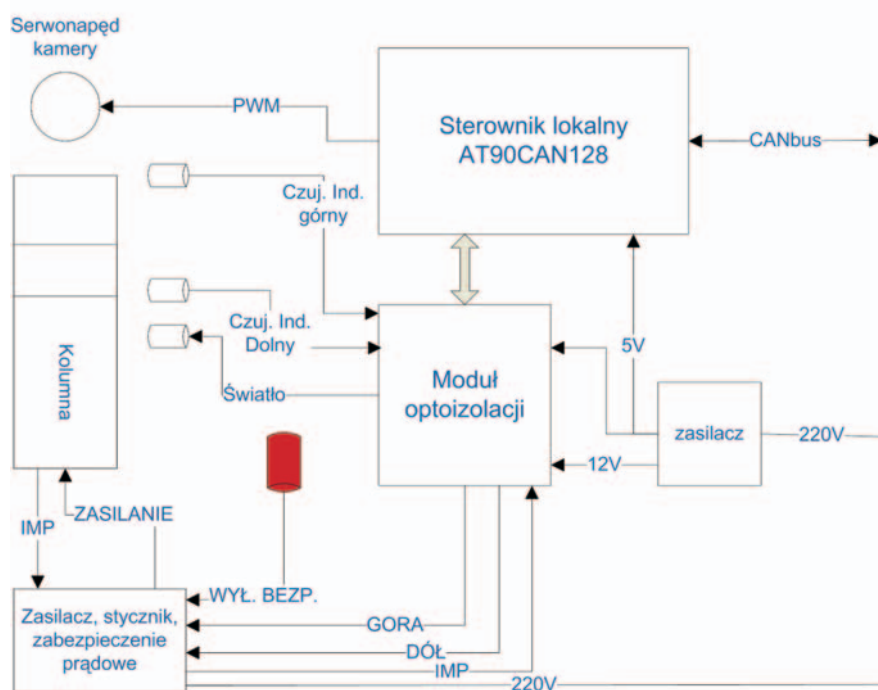 Serwonapęd
kamery
PWM
Sterownik lokalny
AT90CAN128
CANbus
Czuj. Ind.
górny
Czuj. Ind.
Dolny
Światło
Kolumna
Moduł
optoizolacji
5V
zasilacz
220V
12V
IMP
ZASILANIE
WYŁ. BEZP.
Zasilacz, stycznik,
zabezpieczenie
prądowe
GORA
DÓŁ
IMP
220V